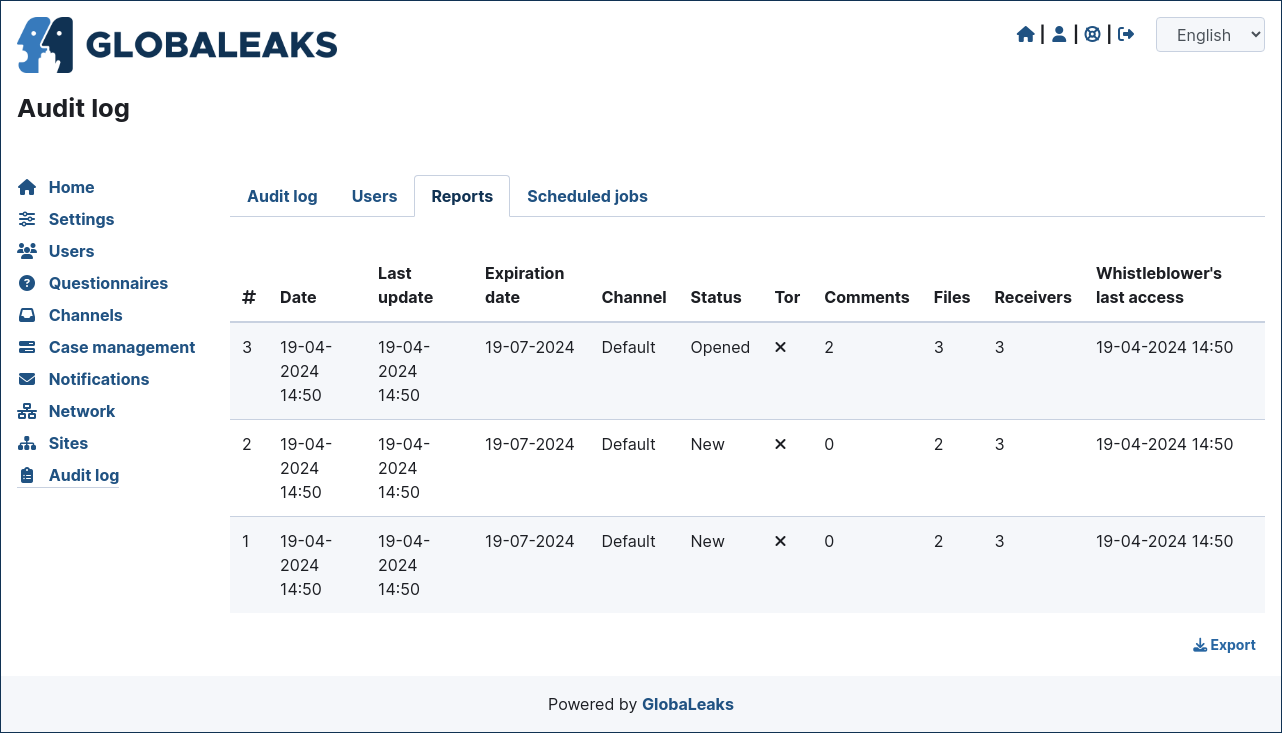 GLOBALEAKS
| | |
English
Audit log
Home
Settings
Users
Questionnaires
Channels
Case management
Notifications
Network
Sites
Audit log
Audit log Users Reports Scheduled jobs
# Date Last update Expiration date Channel Status Tor Comments Files Receivers Whistleblower's last access
3 19-04-2024 14:50 19-04-2024 14:50 19-07-2024 Default Opened 2 3 3 19-04-2024 14:50
2 19-04-2024 14:50 19-04-2024 14:50 19-07-2024 Default New 0 2 3 19-04-2024 14:50
1 19-04-2024 14:50 19-04-2024 14:50 19-07-2024 Default New 0 2 3 19-04-2024 14:50
Export
Powered by GlobaLeaks